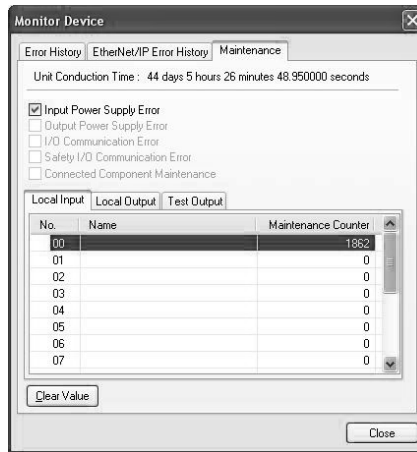 Monitor Device
Error History EtherNet/IP Error History Maintenance
Unit Conduction Time : 44 days 5 hours 26 minutes 48.950000 seconds
Input Power Supply Error
Output Power Supply Error
I/O Communication Error
Safety I/O Communication Error
Connected Component Maintenance
Local Input Local Output Test Output
No. Name Maintenance Counter
00 1862
01 0
02 0
03 0
04 0
05 0
06 0
07 0
Clear Value
Close